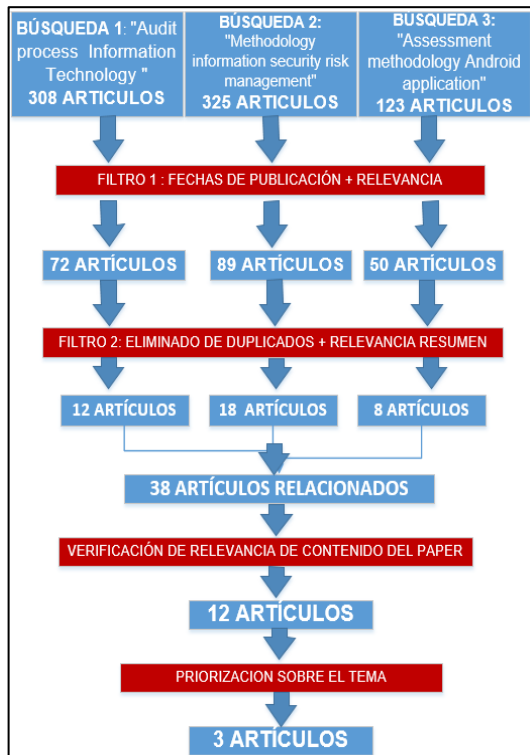 BÚSQUEDA 1: "Audit
process Information
Technology "
308 ARTICULOS
BÚSQUEDA 2:
"Methodology
information security risk
management"
325 ARTICULOS
BÚSQUEDA 3:
"Assessment
methodology Android
application"
123 ARTICULOS
FILTRO 1 : FECHAS DE PUBLICACIÓN + RELEVANCIA
72 ARTÍCULOS
89 ARTÍCULOS
50 ARTÍCULOS
FILTRO 2: ELIMINADO DE DUPLICADOS + RELEVANCIA RESUMEN
12 ARTÍCULOS
18 ARTÍCULOS
8 ARTÍCULOS
38 ARTÍCULOS RELACIONADOS
VERIFICACIÓN DE RELEVANCIA DE CONTENIDO DEL PAPER
12 ARTÍCULOS
PRIORIZACION SOBRE EL TEMA
3 ARTÍCULOS